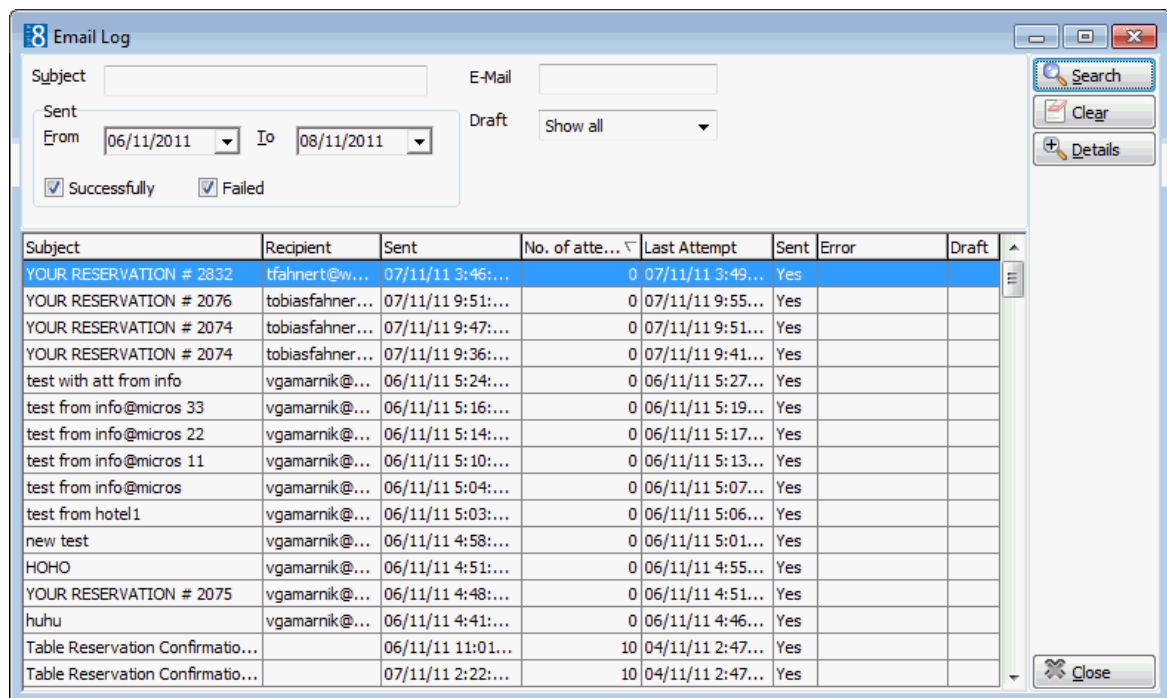 8 Email Log
Subject E-Mail Search
Sent Draft Show all Clear
From 06/11/2011 To 08/11/2011 Details
Successfully Failed
Subject Recipient Sent No. of atte... Last Attempt Sent Error Draft
YOUR RESERVATION # 2832 tfahnert@w... 07/11/11 3:46:... 0 07/11/11 3:49... Yes
YOUR RESERVATION # 2076 tobiasfahner... 07/11/11 9:51:... 0 07/11/11 9:55... Yes
YOUR RESERVATION # 2074 tobiasfahner... 07/11/11 9:47:... 0 07/11/11 9:51... Yes
YOUR RESERVATION # 2074 tobiasfahner... 07/11/11 9:36:... 0 07/11/11 9:41... Yes
test with att from info vgamarnik@... 06/11/11 5:24:... 0 06/11/11 5:27... Yes
test from info@micros 33 vgamarnik@... 06/11/11 5:16:... 0 06/11/11 5:19... Yes
test from info@micros 22 vgamarnik@... 06/11/11 5:14:... 0 06/11/11 5:17... Yes
test from info@micros 11 vgamarnik@... 06/11/11 5:10:... 0 06/11/11 5:13... Yes
test from info@micros vgamarnik@... 06/11/11 5:04:... 0 06/11/11 5:07... Yes
test from hotel1 vgamarnik@... 06/11/11 5:03:... 0 06/11/11 5:06... Yes
new test vgamarnik@... 06/11/11 4:58:... 0 06/11/11 5:01... Yes
HOHO vgamarnik@... 06/11/11 4:51:... 0 06/11/11 4:55... Yes
YOUR RESERVATION # 2075 vgamarnik@... 06/11/11 4:48:... 0 06/11/11 4:51... Yes
huhu vgamarnik@... 06/11/11 4:41:... 0 06/11/11 4:46... Yes
Table Reservation Confirmatio... 06/11/11 11:01... 10 04/11/11 2:47... Yes
Table Reservation Confirmatio... 07/11/11 2:22:... 10 04/11/11 2:47... Yes
Close